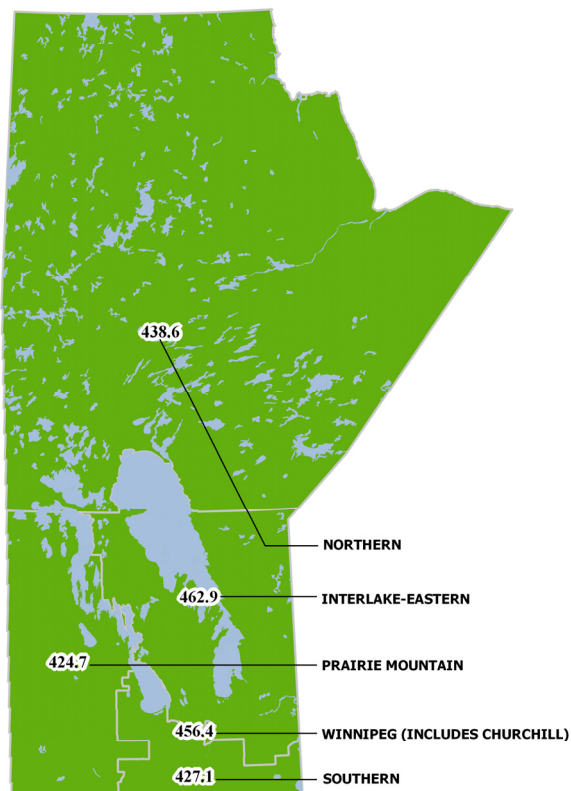 438.6
NORTHERN
462.9 INTERLAKE-EASTERN
424.7 PRAIRIE MOUNTAIN
456.4 WINNIPEG (INCLUDES CHURCHILL)
427.1 SOUTHERN